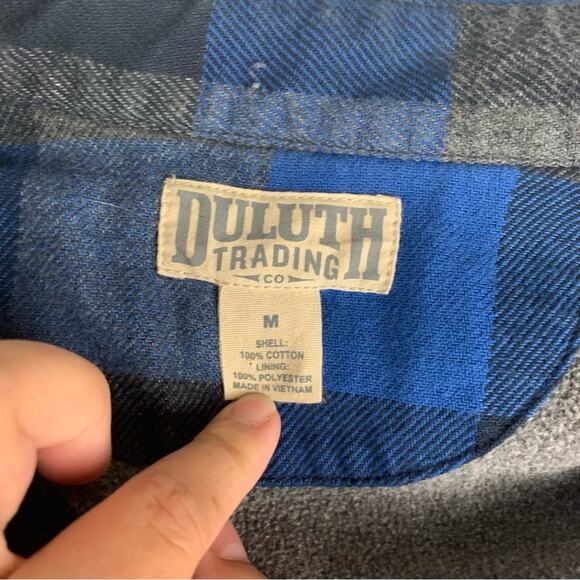 DULUTH
TRADING
CO
M
SHELL:
100% COTTON
LINING:
100% POLYESTER
MADE IN VIETNAM